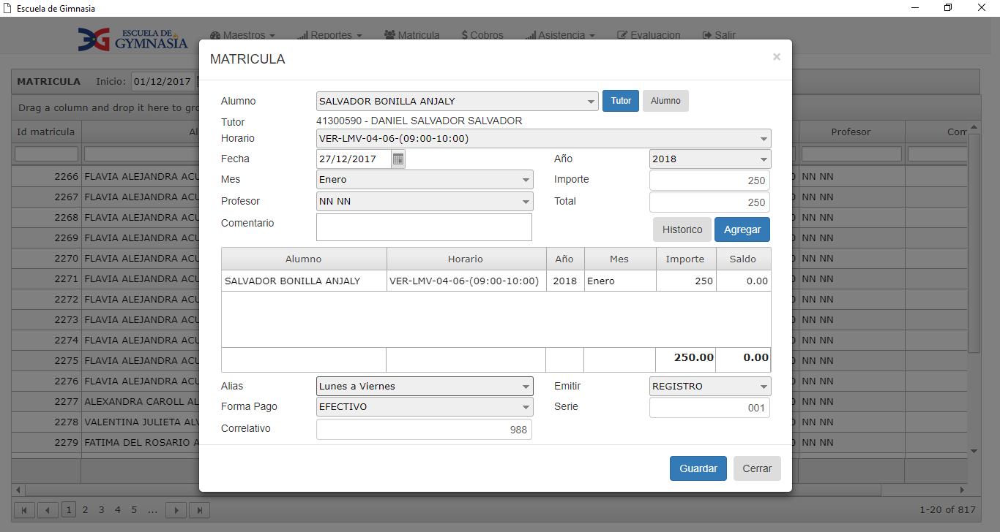 Escuela de Gimnasia
ESCUELA DE
GYMNASIA
Maestros
Reportes
Matricula
$ Cobros
Asistencia
Evaluacion
Salir
MATRICULA
×
MATRICULA Inicio: 01/12/2017
Drag a column and drop it here to
Id matricula
Profesor
Alumno SALVADOR BONILLA ANJALY Tutor Alumno
Tutor 41300590 - DANIEL SALVADOR SALVADOR
Horario VER-LMV-04-06-(09:00-10:00)
Fecha 27/12/2017 Año 2018
Mes Enero Importe 250
Profesor NN NN Total 250
Comentario
Historico Agregar
Alumno Horario Año Mes Importe Saldo
SALVADOR BONILLA ANJALY VER-LMV-04-06-(09:00-10:00) 2018 Enero 250 0.00
250.00 0.00
Alias Lunes a Viernes Emitir REGISTRO
Forma Pago EFECTIVO Serie 001
Correlativo 988
Guardar Cerrar
2266 FLAVIA ALEJANDRA ACU NN NN
2267 FLAVIA ALEJANDRA ACU NN NN
2268 FLAVIA ALEJANDRA ACU NN NN
2269 FLAVIA ALEJANDRA ACU NN NN
2270 FLAVIA ALEJANDRA ACU NN NN
2271 FLAVIA ALEJANDRA ACU NN NN
2272 FLAVIA ALEJANDRA ACU NN NN
2273 FLAVIA ALEJANDRA ACU NN NN
2274 FLAVIA ALEJANDRA ACU NN NN
2275 FLAVIA ALEJANDRA ACU NN NN
2276 FLAVIA ALEJANDRA ACU NN NN
2277 ALEXANDRA CAROLL AL NN NN
2278 VALENTINA JULIETA ALV NN NN
2279 FATIMA DEL ROSARIO A NN NN
1 2 3 4 5 ...
1-20 of 817